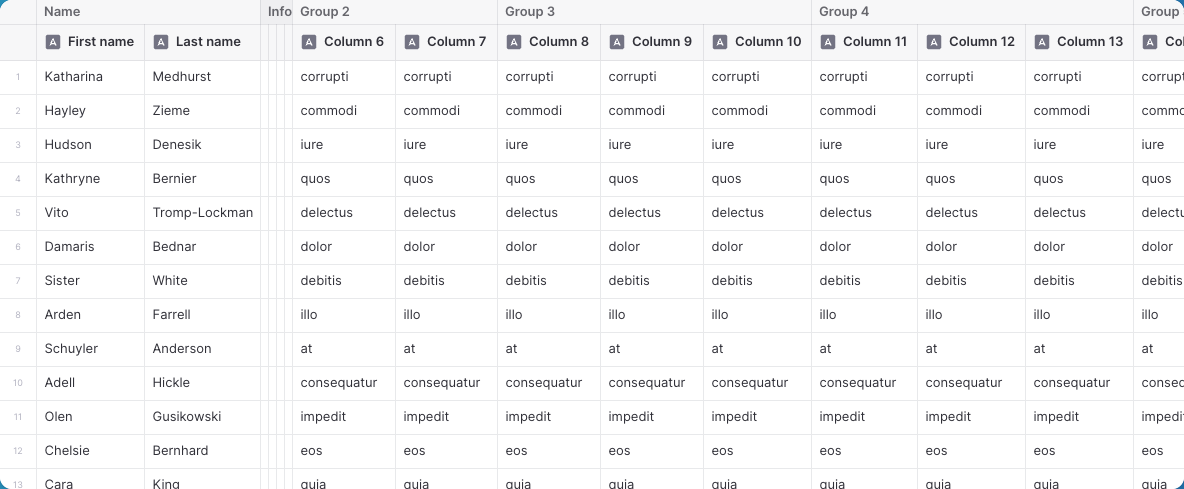 Name Info Group 2 Group 3 Group 4 Group
A First name A Last name A Column 6 A Column 7 A Column 8 A Column 9 A Column 10 A Column 11 A Column 12 A Column 13 A
1 Katharina Medhurst corrupti corrupti corrupti corrupti corrupti corrupti corrupti corrupti
2 Hayley Zieme commodi commodi commodi commodi commodi commodi commodi commodi
3 Hudson Denesik iure iure iure iure iure iure iure iure iure
4 Kathryne Bernier quos quos quos quos quos quos quos quos quos
5 Vito Tromp-Lockman delectus delectus delectus delectus delectus delectus delectus delectus
6 Damaris Bednar dolor dolor dolor dolor dolor dolor dolor dolor dolor
7 Sister White debitis debitis debitis debitis debitis debitis debitis debitis debitis
8 Arden Farrell illo illo illo illo illo illo illo illo illo
9 Schuyler Anderson at at at at at at at at at
10 Adell Hickle consequatur consequatur consequatur consequatur consequatur consequatur consequatur consequatur
11 Olen Gusikowski impedit impedit impedit impedit impedit impedit impedit impedit
12 Chelsie Bernhard eos eos eos eos eos eos eos eos eos
13 Cara King quia quia quia quia quia quia quia quia quia